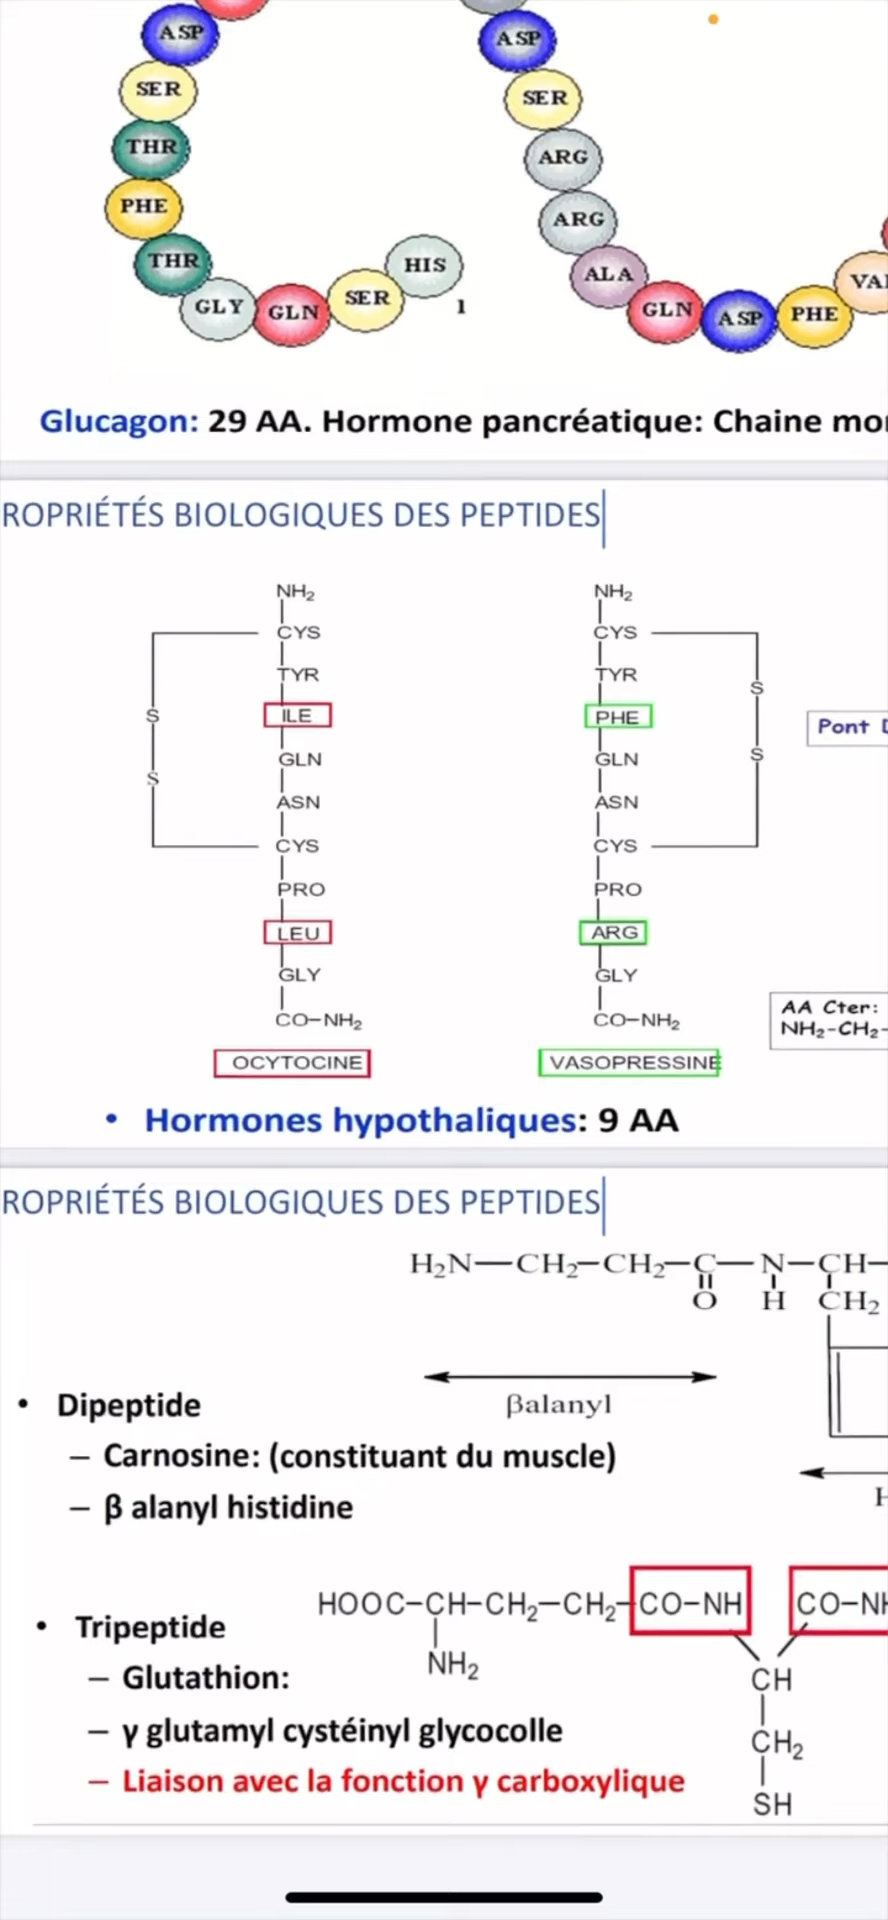 ASP
SER
THR
PHE
THR
GLY
GLN
SER
HIS
1
ASP
SER
ARG
ARG
ALA
GLN
ASP
PHE
Glucagon: 29 AA. Hormone pancréatique: Chaine
ROPRIÉTÉS BIOLOGIQUES DES PEPTIDES
NH₂
CYS
TYR
ILE
GLN
ASN
CYS
PRO
LEU
GLY
CO-NH₂
S
S
OCYTOCINE
NH₂
CYS
TYR
PHE
GLN
ASN
CYS
PRO
ARG
GLY
CO-NH₂
S
S
VASOPRESSINE
Pont
AA Cter:
NH₂-CH₂-
• Hormones hypothaliques: 9 AA
ROPRIÉTÉS BIOLOGIQUES DES PEPTIDES
H₂N—CH₂—CH₂—C—N—CH—
O H CH₂
βalanyl
• Dipeptide
– Carnosine: (constituant du muscle)
– β alanyl histidine
HOOC-CH-CH₂-CH₂-CO-NH CO-NH
NH₂
CH
CH₂
SH
• Tripeptide
– Glutathion:
– γ glutamyl cystéinyl glycocolle
– Liaison avec la fonction γ carboxylique